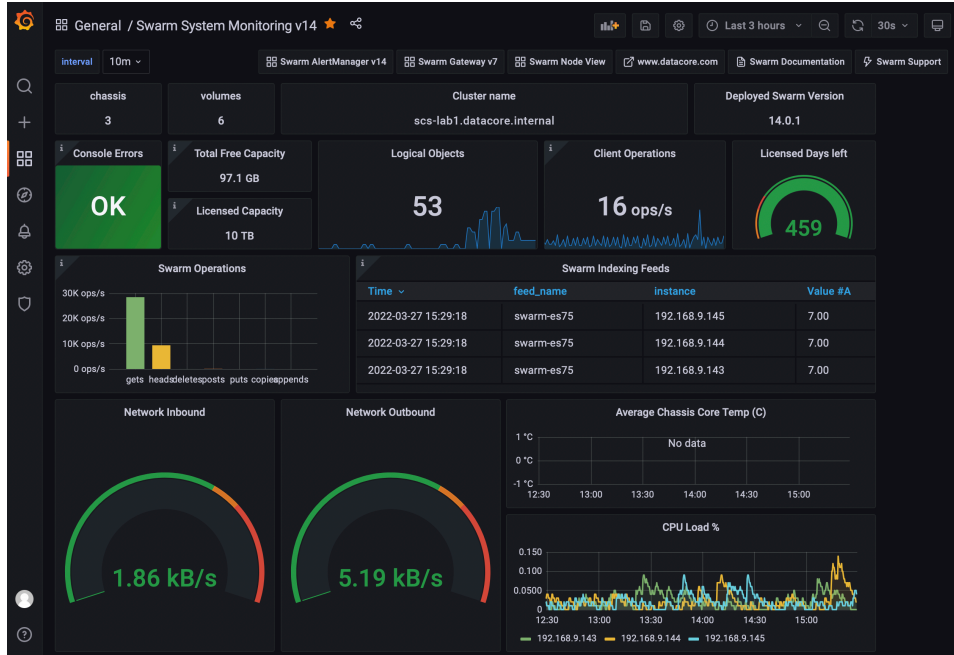 General / Swarm System Monitoring v14
Last 3 hours
30s
interval 10m
Swarm AlertManager v14
Swarm Gateway v7
Swarm Node View
www.datacore.com
Swarm Documentation
Swarm Support
chassis
3
volumes
6
Cluster name
scs-lab1.datacore.internal
Deployed Swarm Version
14.0.1
Console Errors
OK
Total Free Capacity
97.1 GB
Licensed Capacity
10 TB
Logical Objects
53
Client Operations
16 ops/s
Licensed Days left
459
Swarm Operations
30K ops/s
20K ops/s
10K ops/s
0 ops/s
gets heads deletes posts puts copies appends
Swarm Indexing Feeds
Time feed_name instance Value #A
2022-03-27 15:29:18 swarm-es75 192.168.9.145 7.00
2022-03-27 15:29:18 swarm-es75 192.168.9.144 7.00
2022-03-27 15:29:18 swarm-es75 192.168.9.143 7.00
Network Inbound
1.86 kB/s
Network Outbound
5.19 kB/s
Average Chassis Core Temp (C)
1 °C
No data
0 °C
-1 °C
12:30 13:00 13:30 14:00 14:30 15:00
CPU Load %
0.150
0.100
0.0500
0
12:30 13:00 13:30 14:00 14:30 15:00
192.168.9.143 192.168.9.144 192.168.9.145